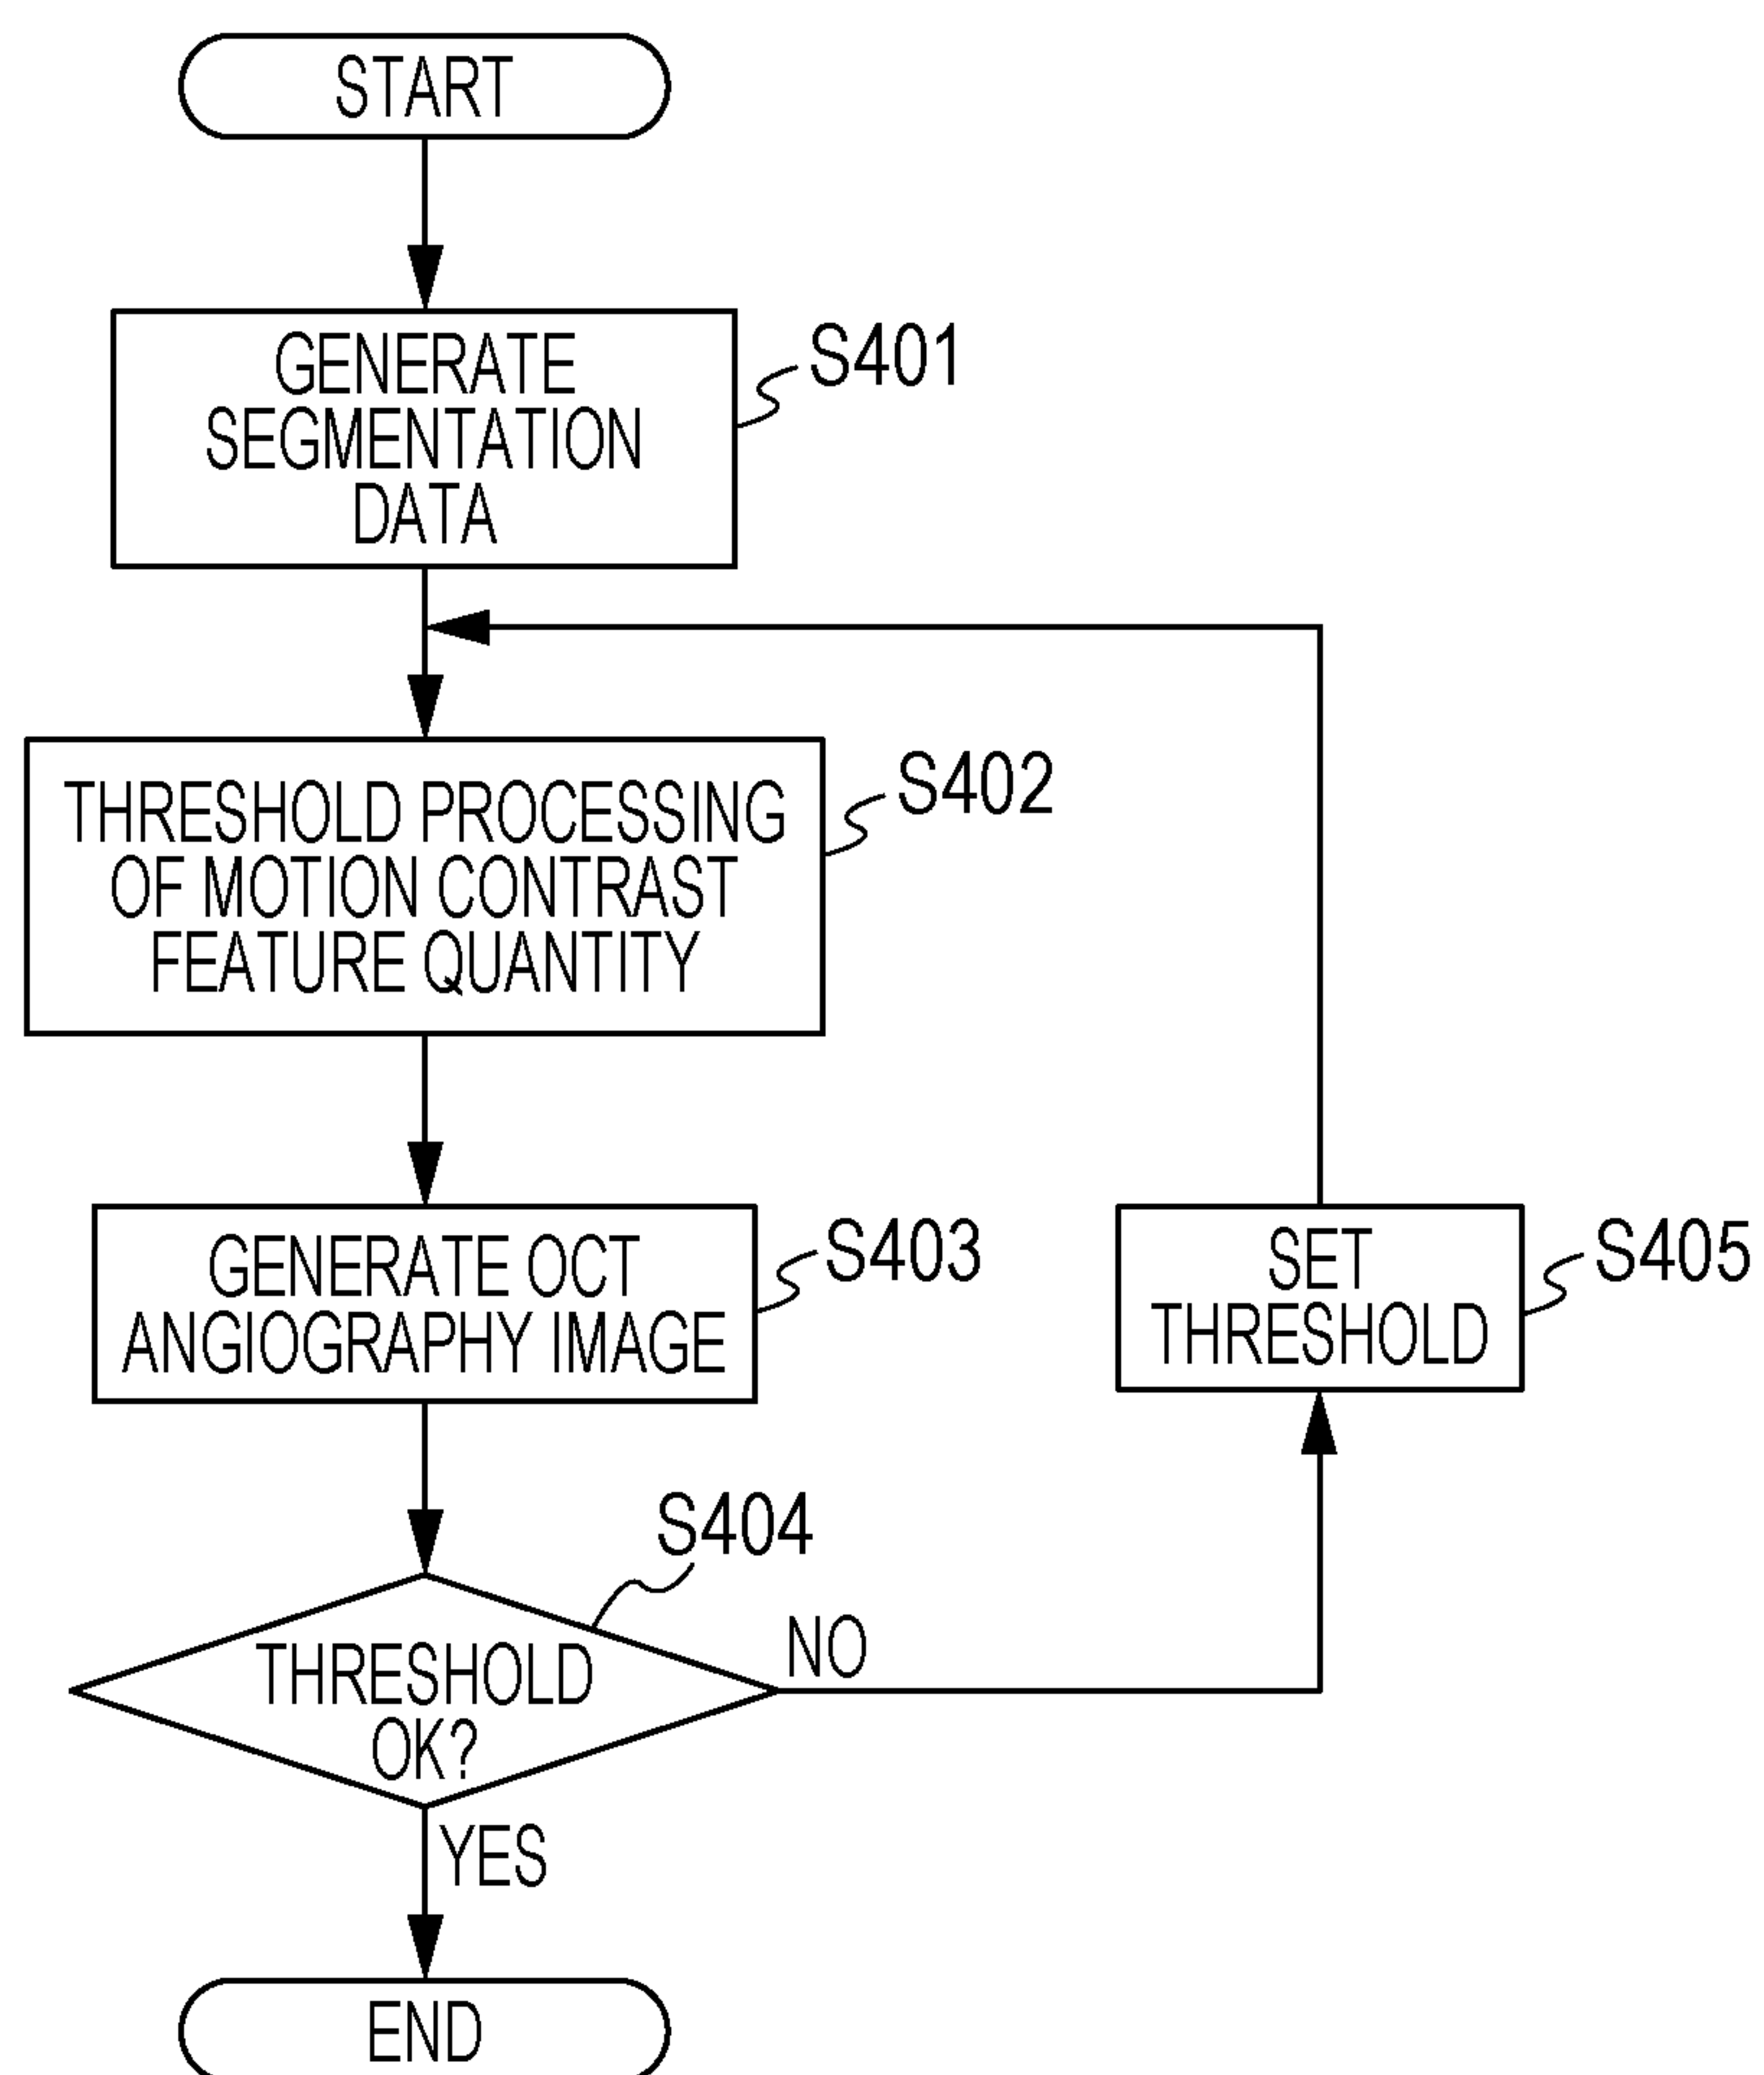 START
GENERATE
SEGMENTATION
DATA
S401
THRESHOLD PROCESSING
OF MOTION CONTRAST
FEATURE QUANTITY
S402
GENERATE OCT
ANGIOGRAPHY IMAGE
S403
SET
THRESHOLD
S405
S404
THRESHOLD
OK?
NO
YES
END